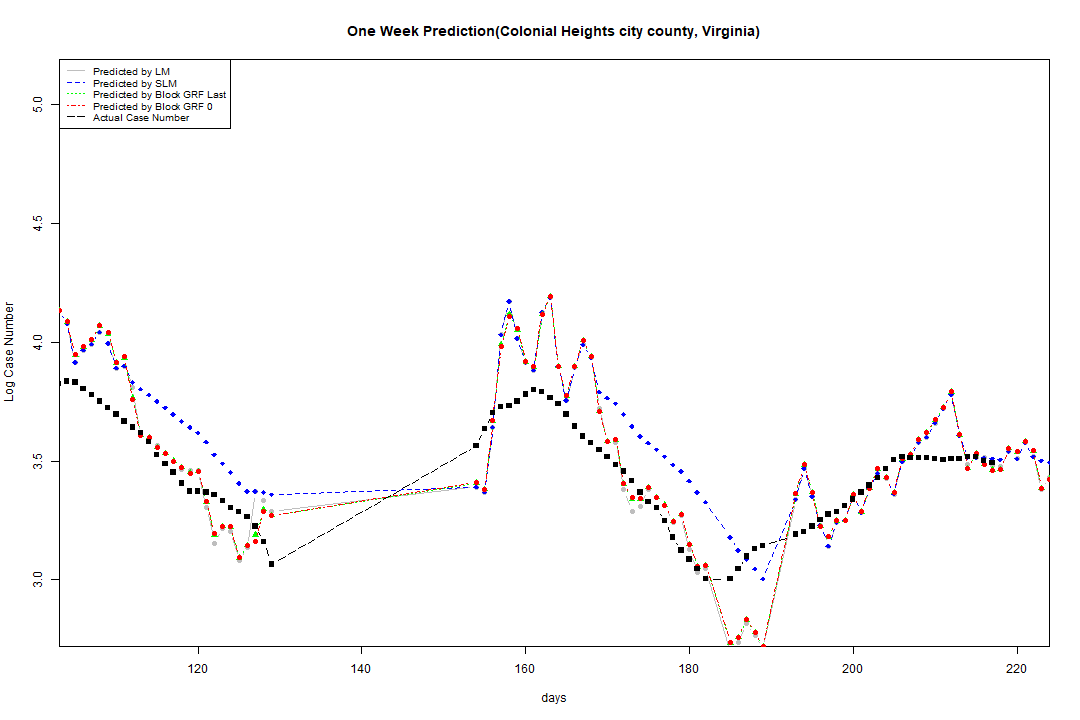 One Week Prediction(Colonial Heights city county, Virginia)
Predicted by LM
Predicted by SLM
Predicted by Block GRF Last
Predicted by Block GRF 0
Actual Case Number
Log Case Number
5.0
4.5
4.0
3.5
3.0
120 140 160 180 200 220
days